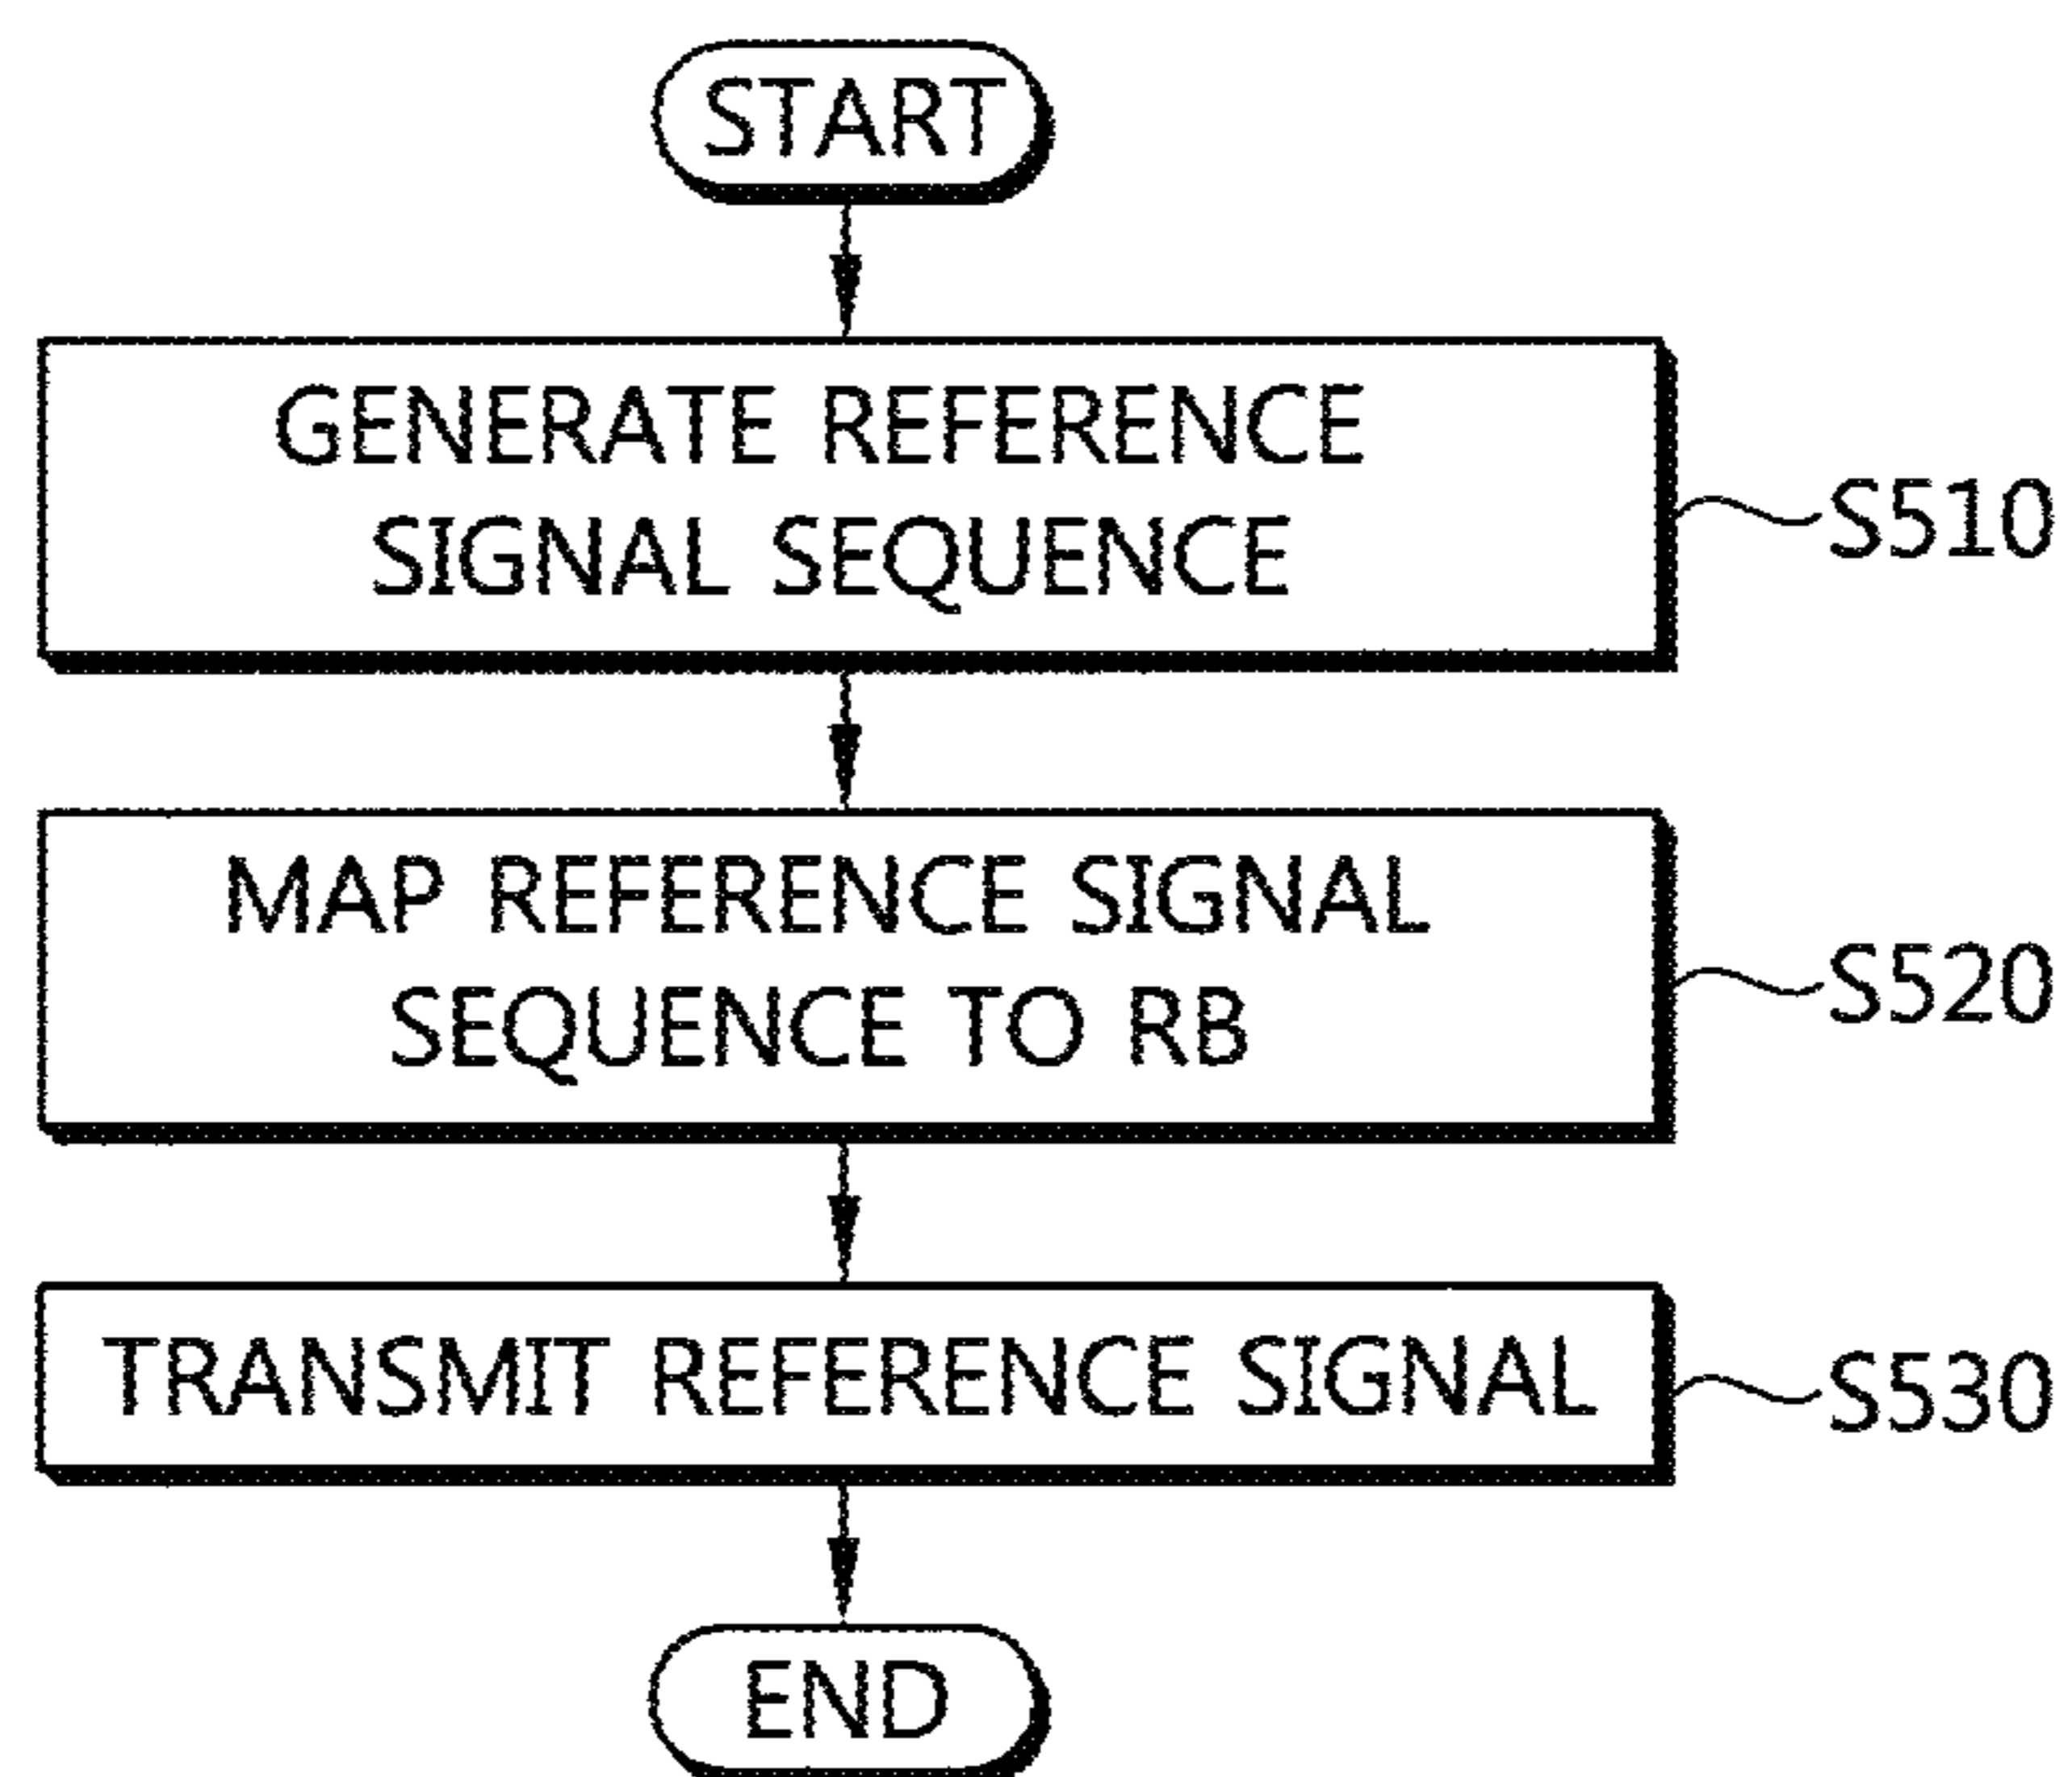 START
GENERATE REFERENCE
SIGNAL SEQUENCE
S510
MAP REFERENCE SIGNAL
SEQUENCE TO RB
S520
TRANSMIT REFERENCE SIGNAL
S530
END